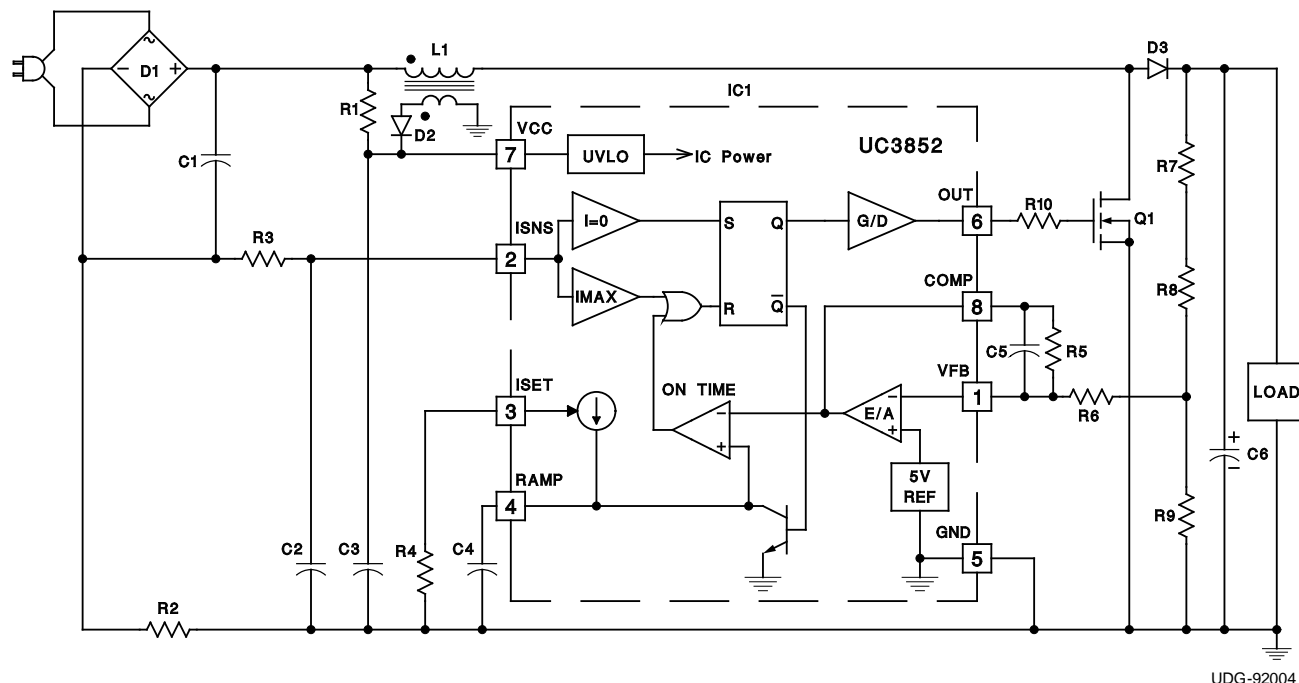 L1
D3
~
− D1 +
~
IC1
R1
D2
VCC
7
UVLO
IC Power
UC3852
C1
R7
OUT
ISNS
I=0
S Q
G/D
6
R10
Q1
R3
2
COMP
IMAX
R Q
8
R8
C5
R5
VFB
ISET
ON TIME
1
R6
LOAD
3
−
+
E/A
−
+
5V
REF
+
−
C6
RAMP
4
R9
GND
C2
C3
R4
C4
5
R2
UDG-92004